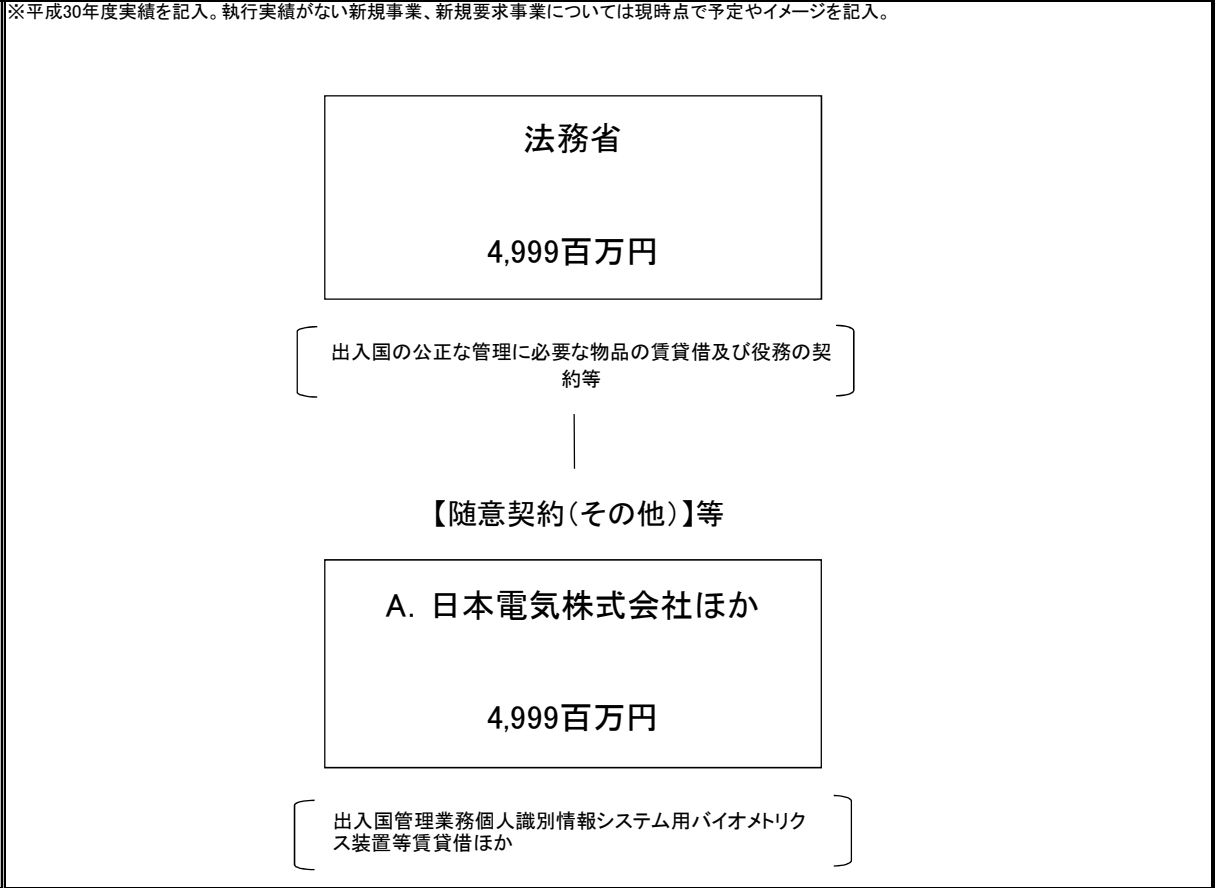 ※平成30年度実績を記入。執行実績がない新規事業、新規要求事業については現時点で予定やイメージを記入。
法務省
4,999百万円
出入国の公正な管理に必要な物品の賃貸借及び役務の契
約等
【随意契約(その他)】等
A. 日本電気株式会社ほか
4,999百万円
出入国管理業務個人識別情報システム用バイオメトリク
ス装置等賃貸借ほか